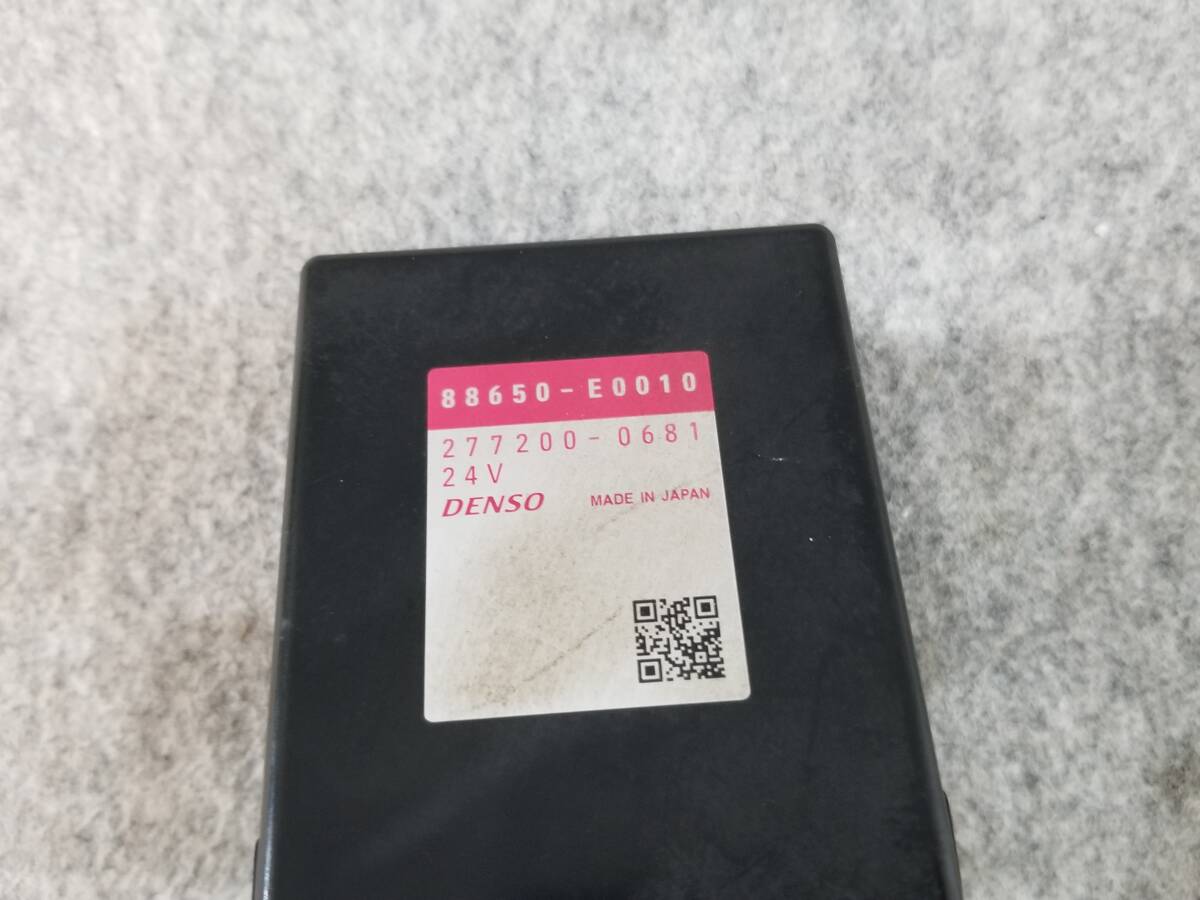 88650-E0010
277200-0681
24V
DENSO MADE IN JAPAN